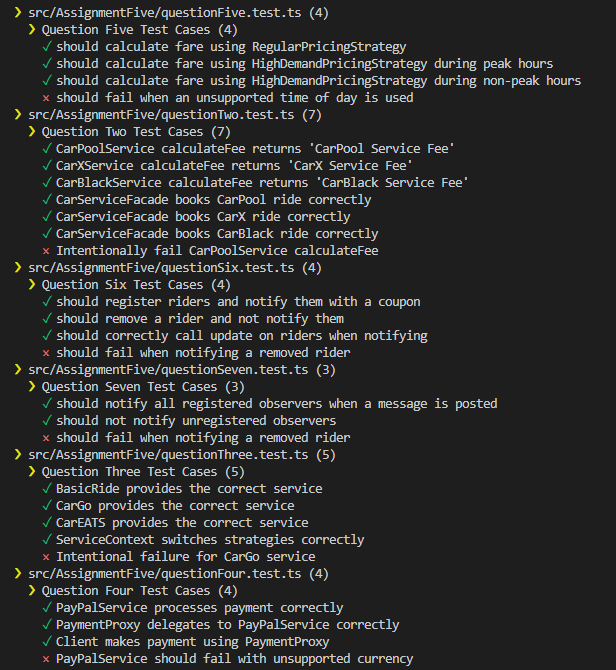 ❯ src/AssignmentFive/questionFive.test.ts (4)
❯ Question Five Test Cases (4)
✓ should calculate fare using RegularPricingStrategy
✓ should calculate fare using HighDemandPricingStrategy during peak hours
✓ should calculate fare using HighDemandPricingStrategy during non-peak hours
× should fail when an unsupported time of day is used
❯ src/AssignmentFive/questionTwo.test.ts (7)
❯ Question Two Test Cases (7)
✓ CarPoolService calculateFee returns 'CarPool Service Fee'
✓ CarXService calculateFee returns 'CarX Service Fee'
✓ CarBlackService calculateFee returns 'CarBlack Service Fee'
✓ CarServiceFacade books CarPool ride correctly
✓ CarServiceFacade books CarX ride correctly
✓ CarServiceFacade books CarBlack ride correctly
× Intentionally fail CarPoolService calculateFee
❯ src/AssignmentFive/questionSix.test.ts (4)
❯ Question Six Test Cases (4)
✓ should register riders and notify them with a coupon
✓ should remove a rider and not notify them
✓ should correctly call update on riders when notifying
× should fail when notifying a removed rider
❯ src/AssignmentFive/questionSeven.test.ts (3)
❯ Question Seven Test Cases (3)
✓ should notify all registered observers when a message is posted
✓ should not notify unregistered observers
× should fail when notifying a removed rider
❯ src/AssignmentFive/questionThree.test.ts (5)
❯ Question Three Test Cases (5)
✓ BasicRide provides the correct service
✓ CarGo provides the correct service
✓ CarEATS provides the correct service
✓ ServiceContext switches strategies correctly
× Intentional failure for CarGo service
❯ src/AssignmentFive/questionFour.test.ts (4)
❯ Question Four Test Cases (4)
✓ PayPalService processes payment correctly
✓ PaymentProxy delegates to PayPalService correctly
✓ Client makes payment using PaymentProxy
× PayPalService should fail with unsupported currency